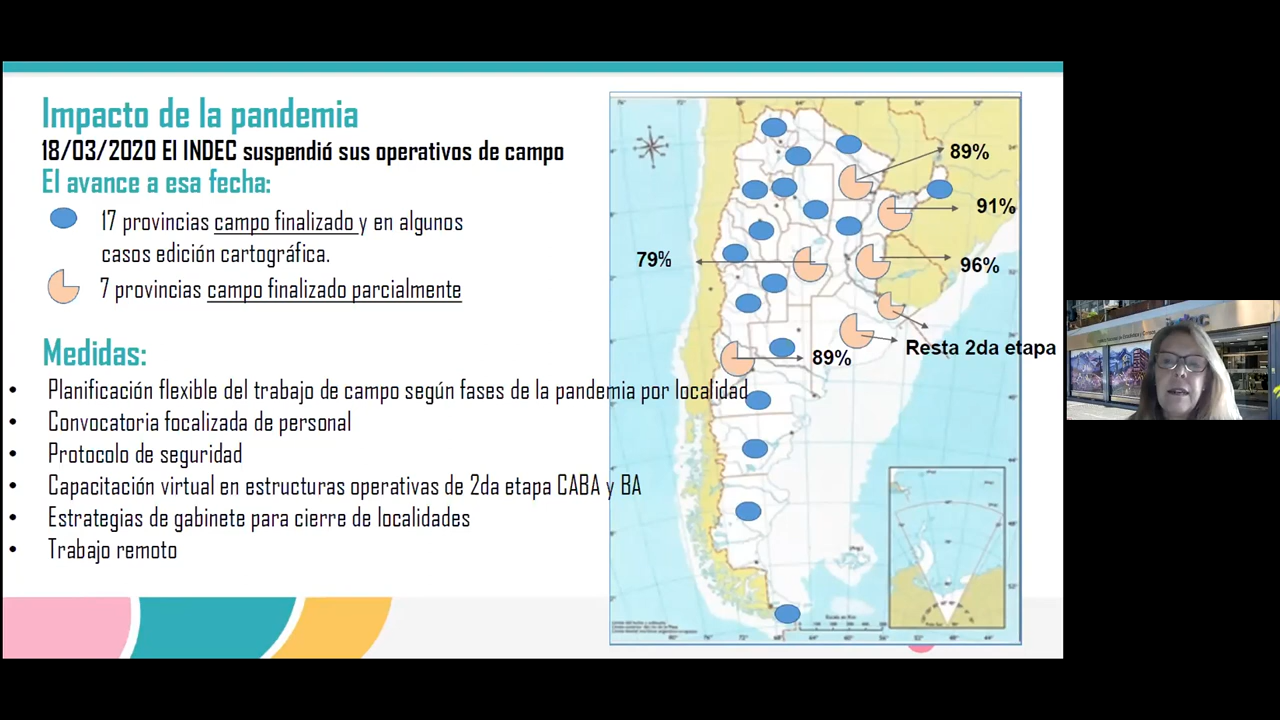 Impacto de la pandemia
18/03/2020 El INDEC suspendió sus operativos de campo
El avance a esa fecha:
17 provincias campo finalizado y en algunos
casos edición cartográfica.
7 provincias campo finalizado parcialmente
Medidas:
• Planificación flexible del trabajo de campo según fases de la pandemia por localidad
• Convocatoria focalizada de personal
• Protocolo de seguridad
• Capacitación virtual en estructuras operativas de 2da etapa CABA y BA
• Estrategias de gabinete para cierre de localidades
• Trabajo remoto
89%
91%
79%
96%
Resta 2da etapa
89%